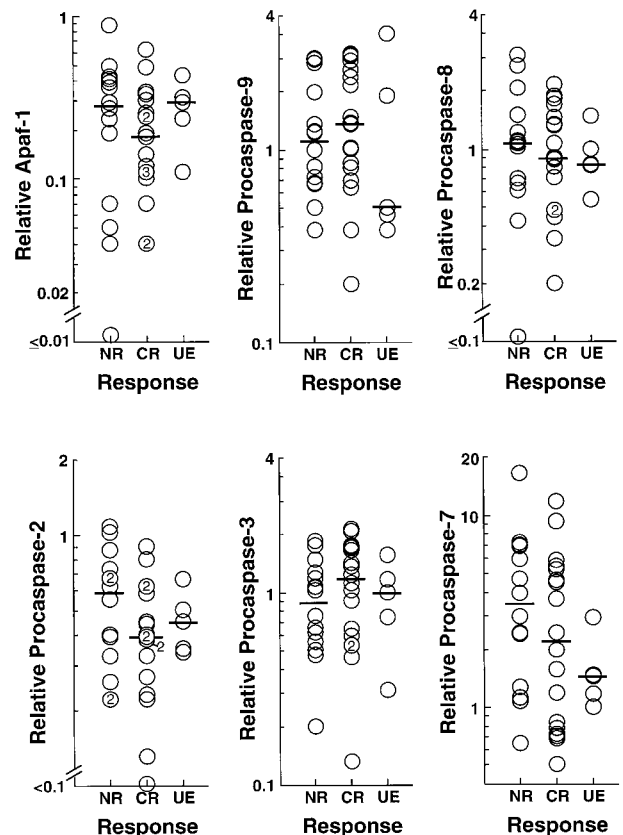 Relative Apaf-1
1
0.1
0.02
≤0.01
2
3
2
NR CR UE
Response
Relative Procaspase-9
4
1
0.1
NR CR UE
Response
Relative Procaspase-8
4
1
0.2
≤0.1
2
NR CR UE
Response
Relative Procaspase-2
2
1
<0.1
2
2
2
2
2
NR CR UE
Response
Relative Procaspase-3
4
1
0.1
2
NR CR UE
Response
Relative Procaspase-7
20
10
1
NR CR UE
Response